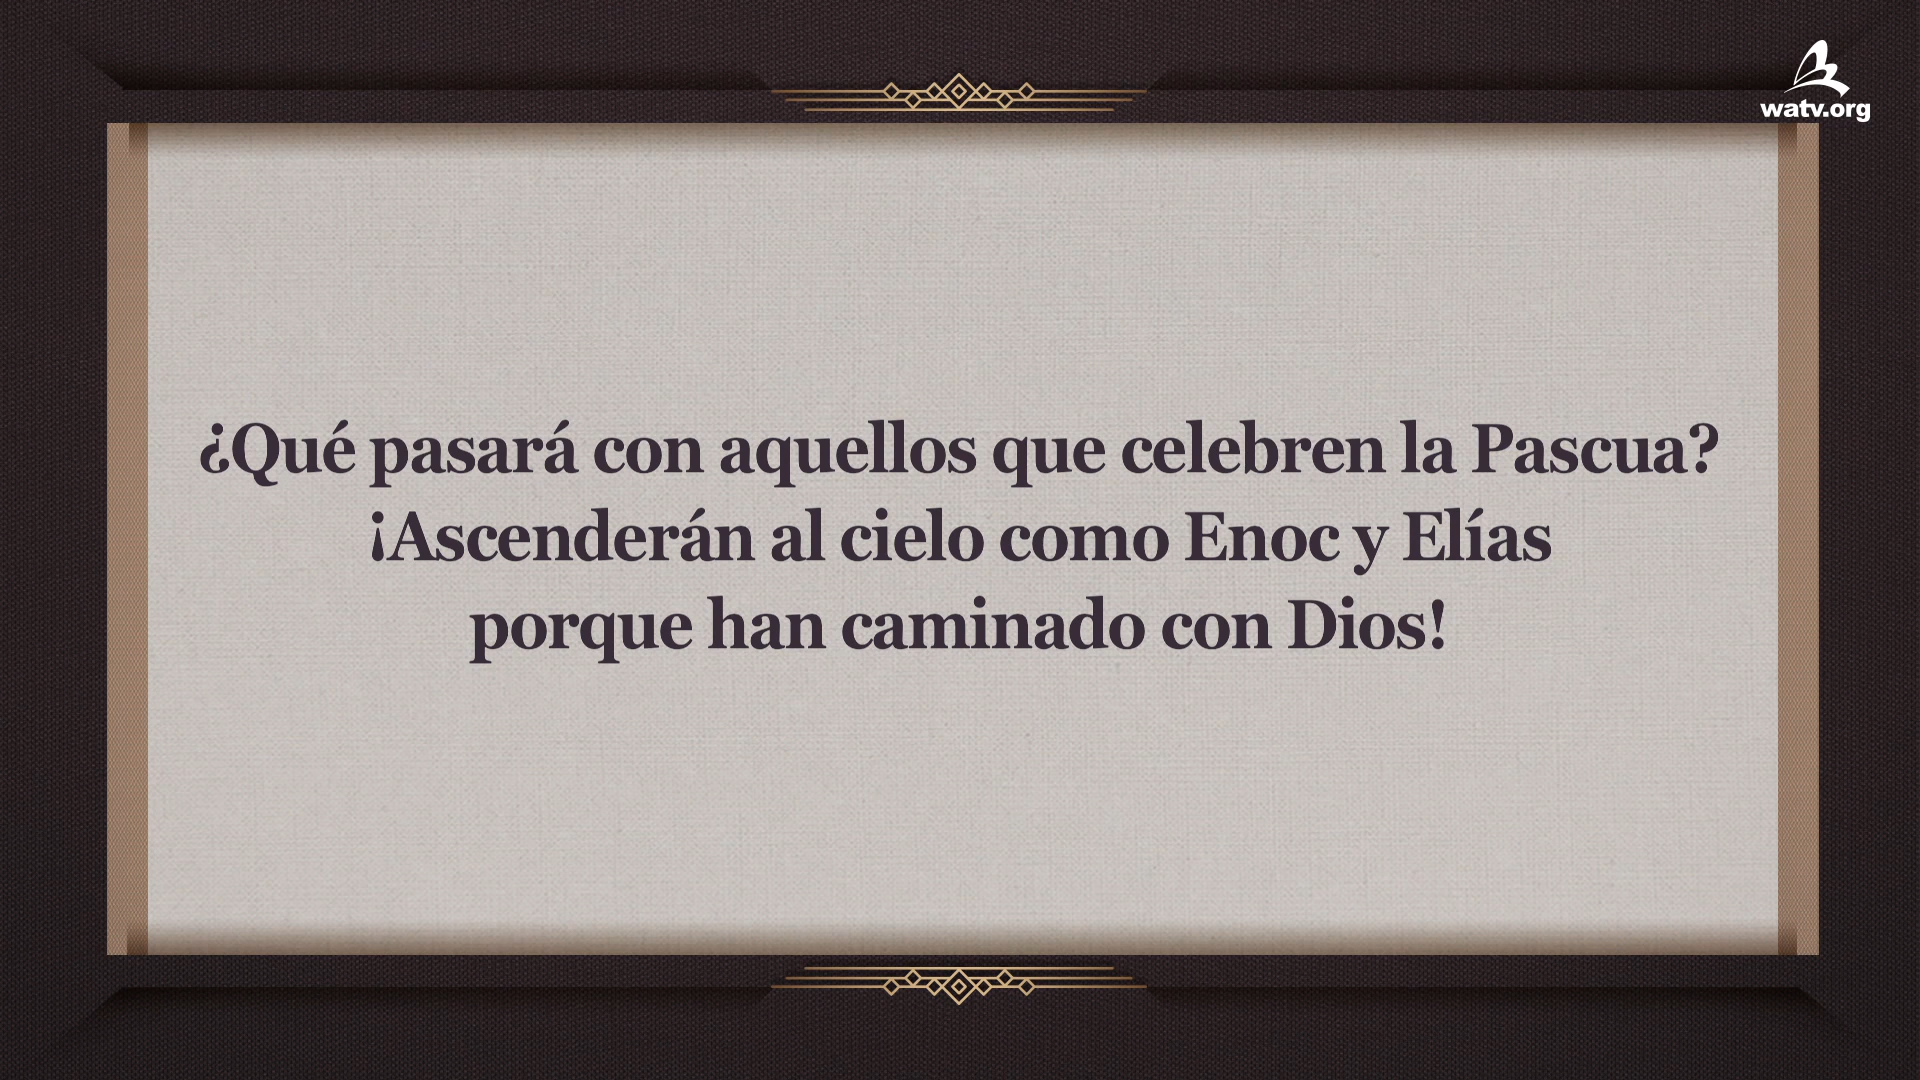 watv.org
¿Qué pasará con aquellos que celebren la Pascua?
¡Ascenderán al cielo como Enoc y Elías
porque han caminado con Dios!